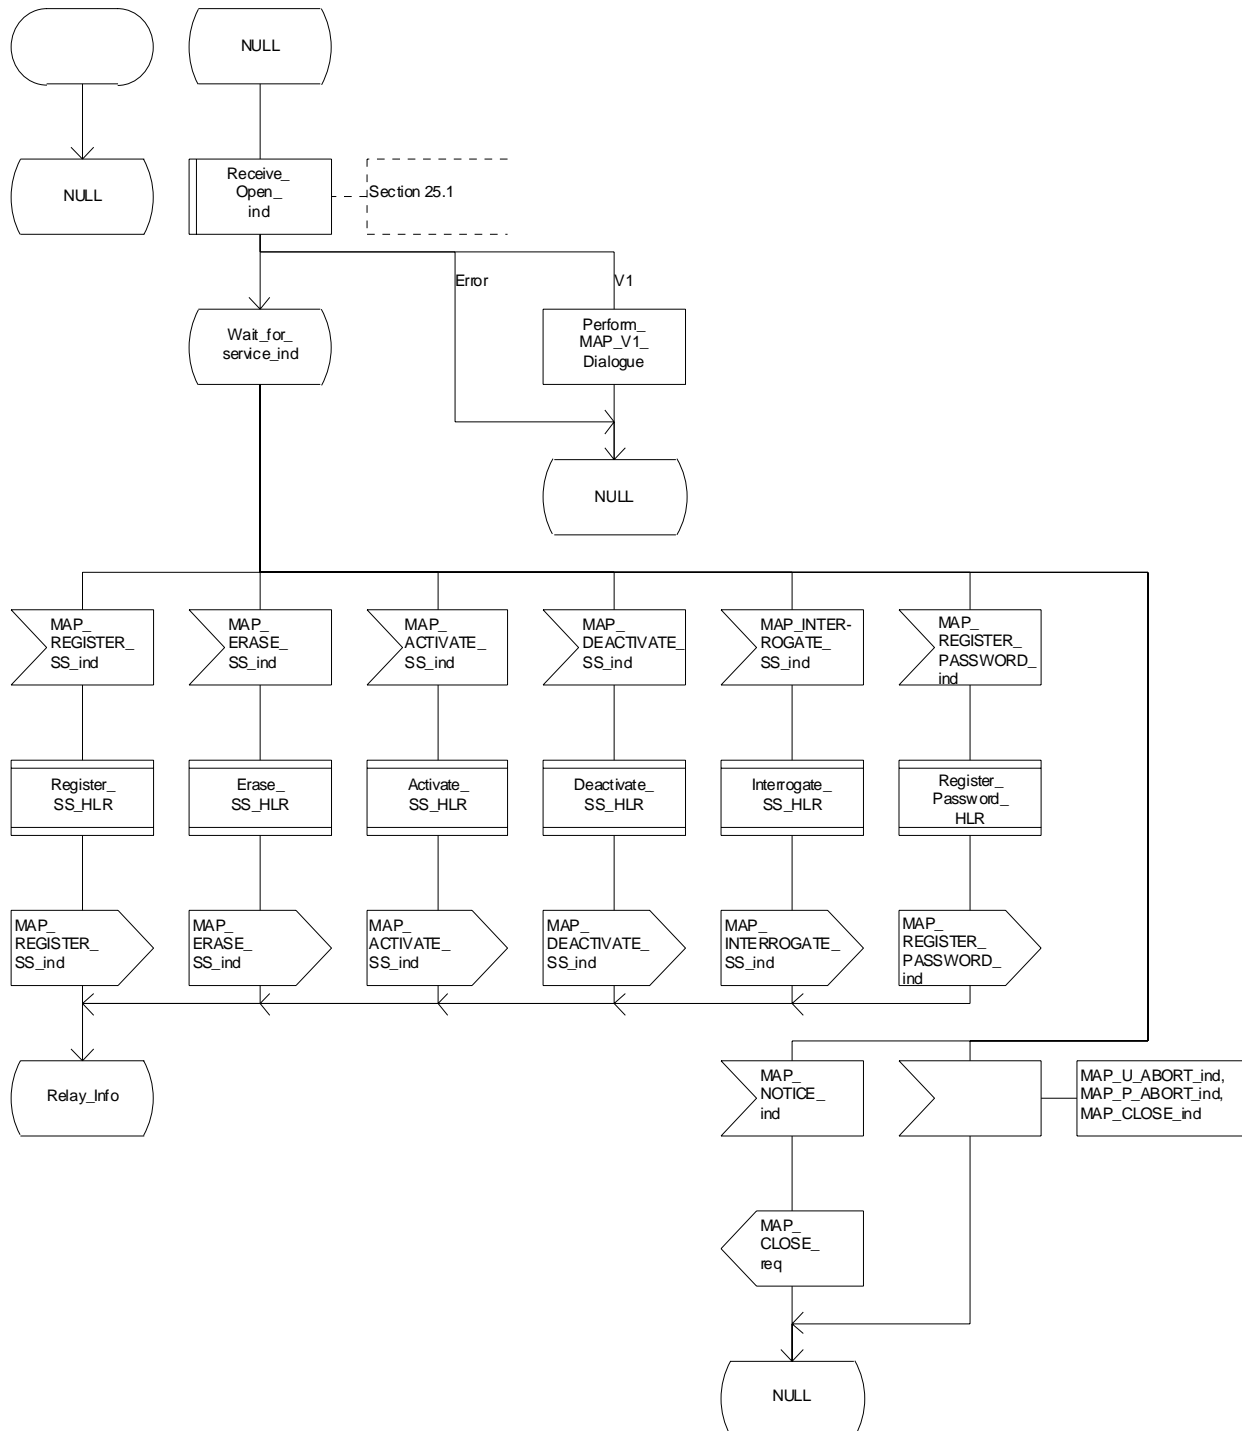 NULL
NULL
Receive_
Open_
ind
Section 25.1
Error
V1
Wait_for_
service_ind
Perform_
MAP_V1_
Dialogue
NULL
MAP_
REGISTER_
SS_ind
MAP_
ERASE_
SS_ind
MAP_
ACTIVATE_
SS_ind
MAP_
DEACTIVATE_
SS_ind
MAP_INTER-
ROGATE_
SS_ind
MAP_
REGISTER_
PASSWORD_
ind
Register_
SS_HLR
Erase_
SS_HLR
Activate_
SS_HLR
Deactivate_
SS_HLR
Interrogate_
SS_HLR
Register_
Password_
HLR
MAP_
REGISTER_
SS_ind
MAP_
ERASE_
SS_ind
MAP_
ACTIVATE_
SS_ind
MAP_
DEACTIVATE_
SS_ind
MAP_
INTERROGATE_
SS_ind
MAP_
REGISTER_
PASSWORD_
ind
Relay_Info
MAP_
NOTICE_
ind
MAP_U_ABORT_ind,
MAP_P_ABORT_ind,
MAP_CLOSE_ind
MAP_
CLOSE_
req
NULL